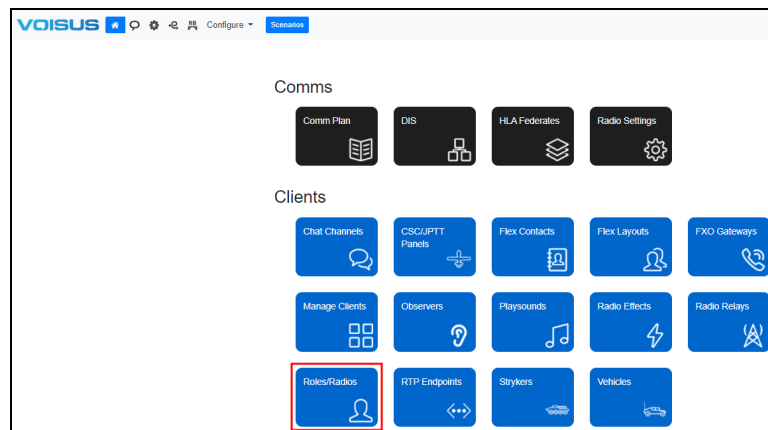 VOISUS RB Configure Scenarios
Comms
Comm Plan DIS HLA Federates Radio Settings
Clients
Chat Channels CSC/JPTT Flex Contacts Flex Layouts FXO Gateways
Panels
Manage Clients Observers Playsounds Radio Effects Radio Relays
Roles/Radios RTP Endpoints Strykers Vehicles